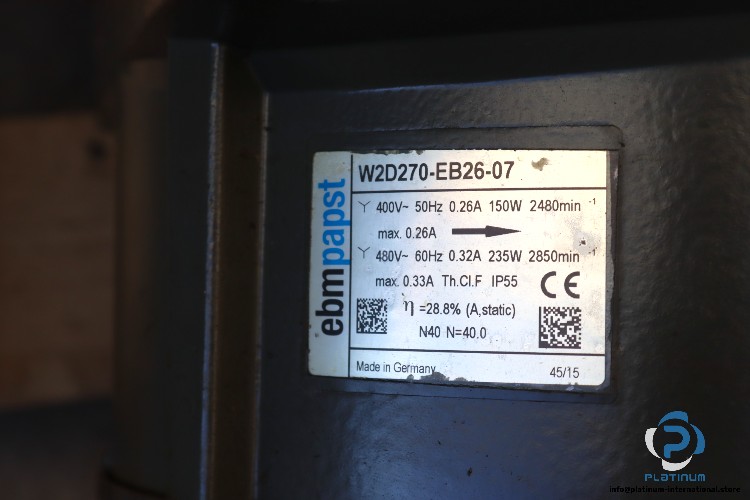 ebmpapst
W2D270-EB26-07
Y 400V~ 50Hz 0.26A 150W 2480min⁻¹
max. 0.26A
Y 480V~ 60Hz 0.32A 235W 2850min⁻¹
max. 0.33A Th.Cl.F IP55 CE
η =28.8% (A,static)
N40 N=40.0
Made in Germany 45/15
PLATINUM
info@platinum-international.store